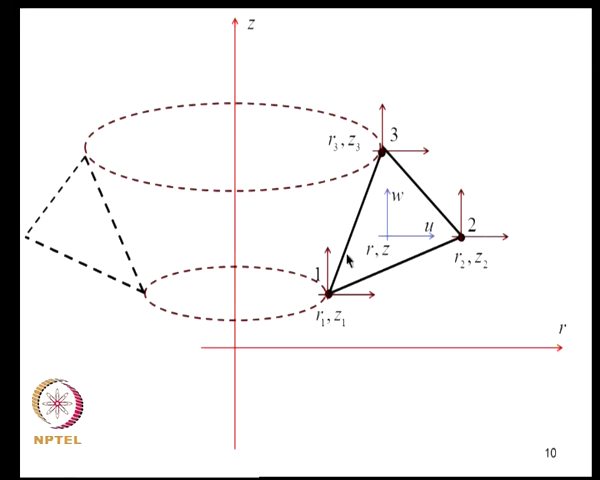 z
3
r₃, z₃
w
u
2
r, z
r₂, z₂
1
r₁, z₁
r
NPTEL
10